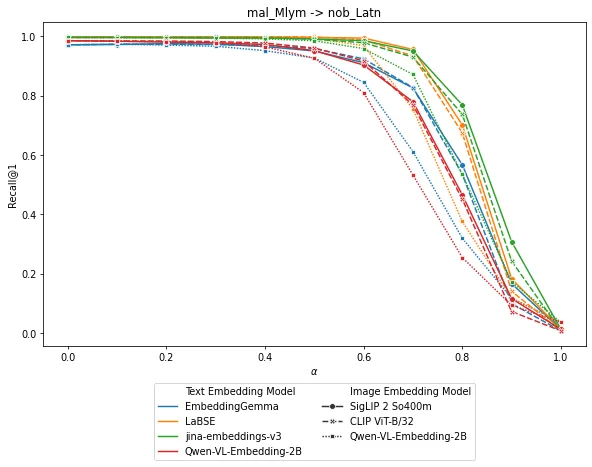 mal_Mlym -> nob_Latn
Recall@1
1.0
0.8
0.6
0.4
0.2
0.0
0.0 0.2 0.4 0.6 0.8 1.0
α
Text Embedding Model Image Embedding Model
EmbeddingGemma SigLIP 2 So400m
LaBSE CLIP ViT-B/32
jina-embeddings-v3 Qwen-VL-Embedding-2B
Qwen-VL-Embedding-2B